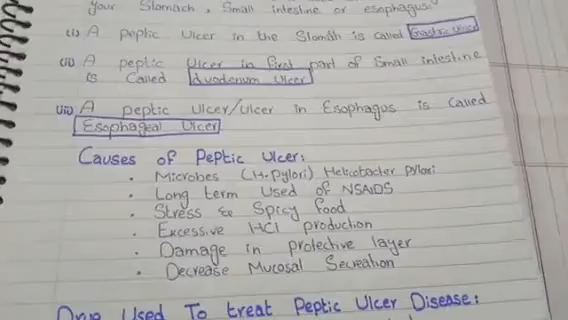 your Stomach, Small intestine or esophagus.
(i) A peptic Ulcer in the Stomath is called Gastric Ulcer
(ii) A peptic Ulcer in first part of Small intestine
is Called Duodenum Ulcer
(iii) A peptic Ulcer/Ulcer in Esophagus is called
Esophageal Ulcer
Causes of Peptic Ulcer:
• Microbes (H.pylori) Helicobacter pylori
• Long term Used of NSAIDS
• Stress & Spicy food
• Excessive HCl production
• Damage in protective layer
• Decrease Mucosal Secreation
Drug Used To treat Peptic Ulcer Disease: